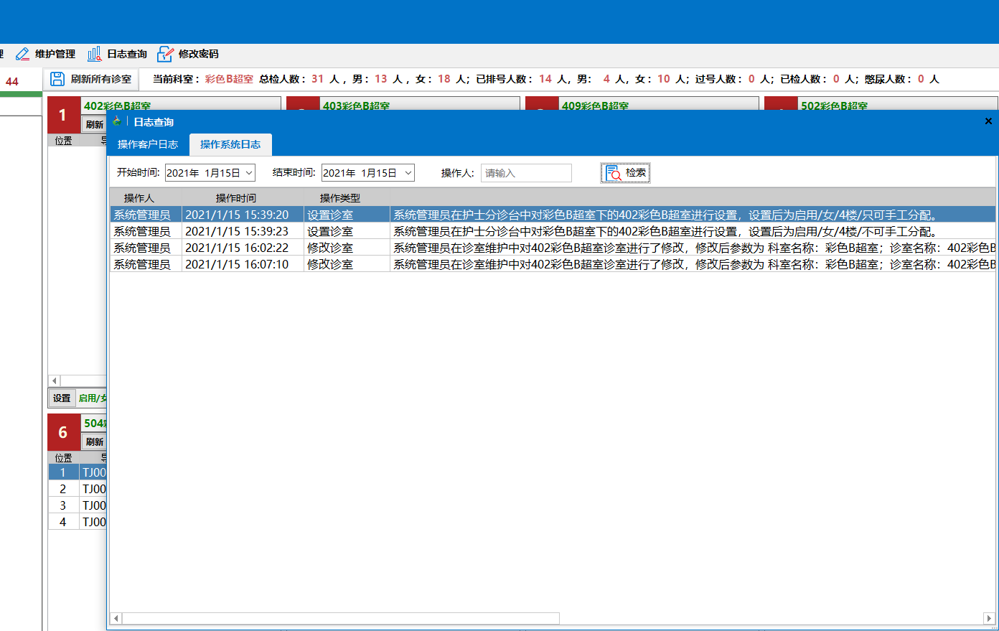 理 维护管理 日志查询 修改密码
44 刷新所有诊室 当前科室：彩色B超室 总检人数：31 人，男：13 人，女：18 人；已排号人数：14 人，男： 4 人，女：10 人；过号人数：0 人；已检人数：0 人；憋尿人数：0 人
1 402彩色B超室 403彩色B超室 409彩色B超室 502彩色B超室
刷新
位置
日志查询
操作客户日志 操作系统日志
开始时间: 2021年 1月15日 结束时间: 2021年 1月15日 操作人: 请输入 检索
操作人 操作时间 操作类型
系统管理员 2021/1/15 15:39:20 设置诊室 系统管理员在护士分诊台中对彩色B超室下的402彩色B超室进行设置，设置后为启用/女/4楼/只可手工分配。
系统管理员 2021/1/15 15:39:23 设置诊室 系统管理员在护士分诊台中对彩色B超室下的402彩色B超室进行设置，设置后为启用/女/4楼/不可手工分配。
系统管理员 2021/1/15 16:02:22 修改诊室 系统管理员在诊室维护中对402彩色B超室诊室进行了修改，修改后参数为 科室名称：彩色B超室；诊室名称：402彩色B
系统管理员 2021/1/15 16:07:10 修改诊室 系统管理员在诊室维护中对402彩色B超室诊室进行了修改，修改后参数为 科室名称：彩色B超室；诊室名称：402彩色B
设置 启用/女
6 504彩
刷新
位置
1 TJ00
2 TJ00
3 TJ00
4 TJ00